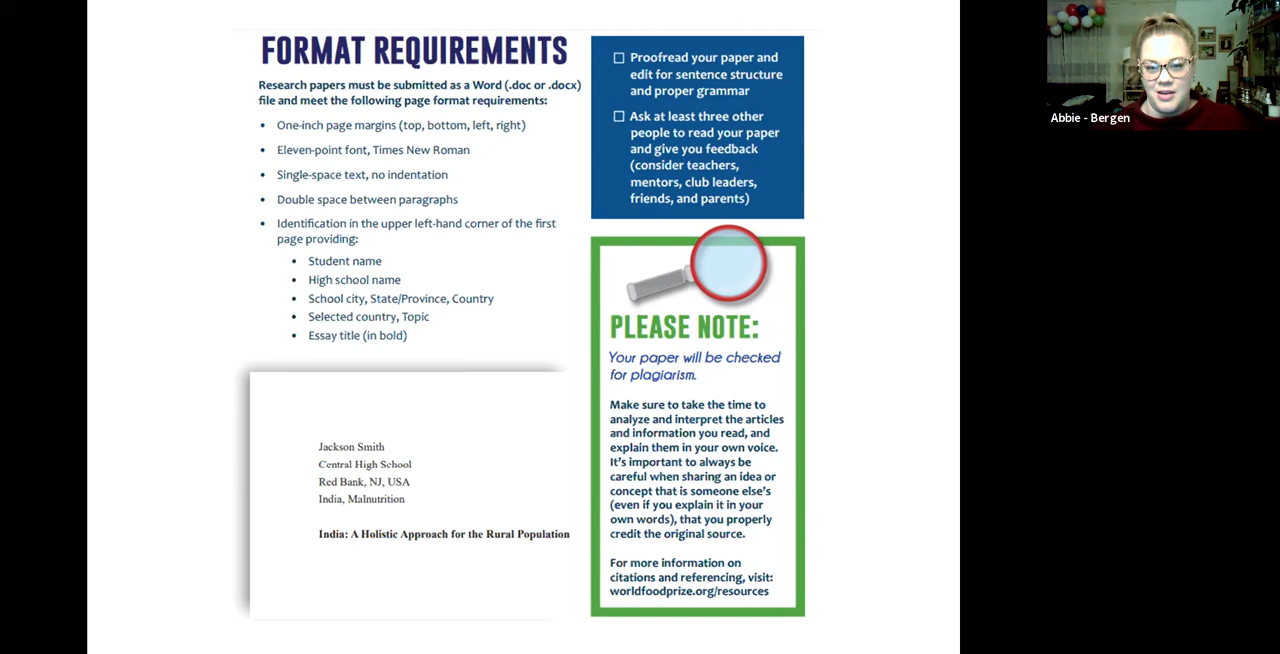 FORMAT REQUIREMENTS
Research papers must be submitted as a Word (.doc or .docx)
file and meet the following page format requirements:
• One-inch page margins (top, bottom, left, right)
• Eleven-point font, Times New Roman
• Single-space text, no indentation
• Double space between paragraphs
• Identification in the upper left-hand corner of the first
page providing:
• Student name
• High school name
• School city, State/Province, Country
• Selected country, Topic
• Essay title (in bold)
Jackson Smith
Central High School
Red Bank, NJ, USA
India, Malnutrition
India: A Holistic Approach for the Rural Population
☐ Proofread your paper and
edit for sentence structure
and proper grammar
☐ Ask at least three other
people to read your paper
and give you feedback
(consider teachers,
mentors, club leaders,
friends, and parents)
PLEASE NOTE:
Your paper will be checked
for plagiarism.
Make sure to take the time to
analyze and interpret the articles
and information you read, and
explain them in your own voice.
It's important to always be
careful when sharing an idea or
concept that is someone else's
(even if you explain it in your
own words), that you properly
credit the original source.
For more information on
citations and referencing, visit:
worldfoodprize.org/resources
Abbie - Bergen